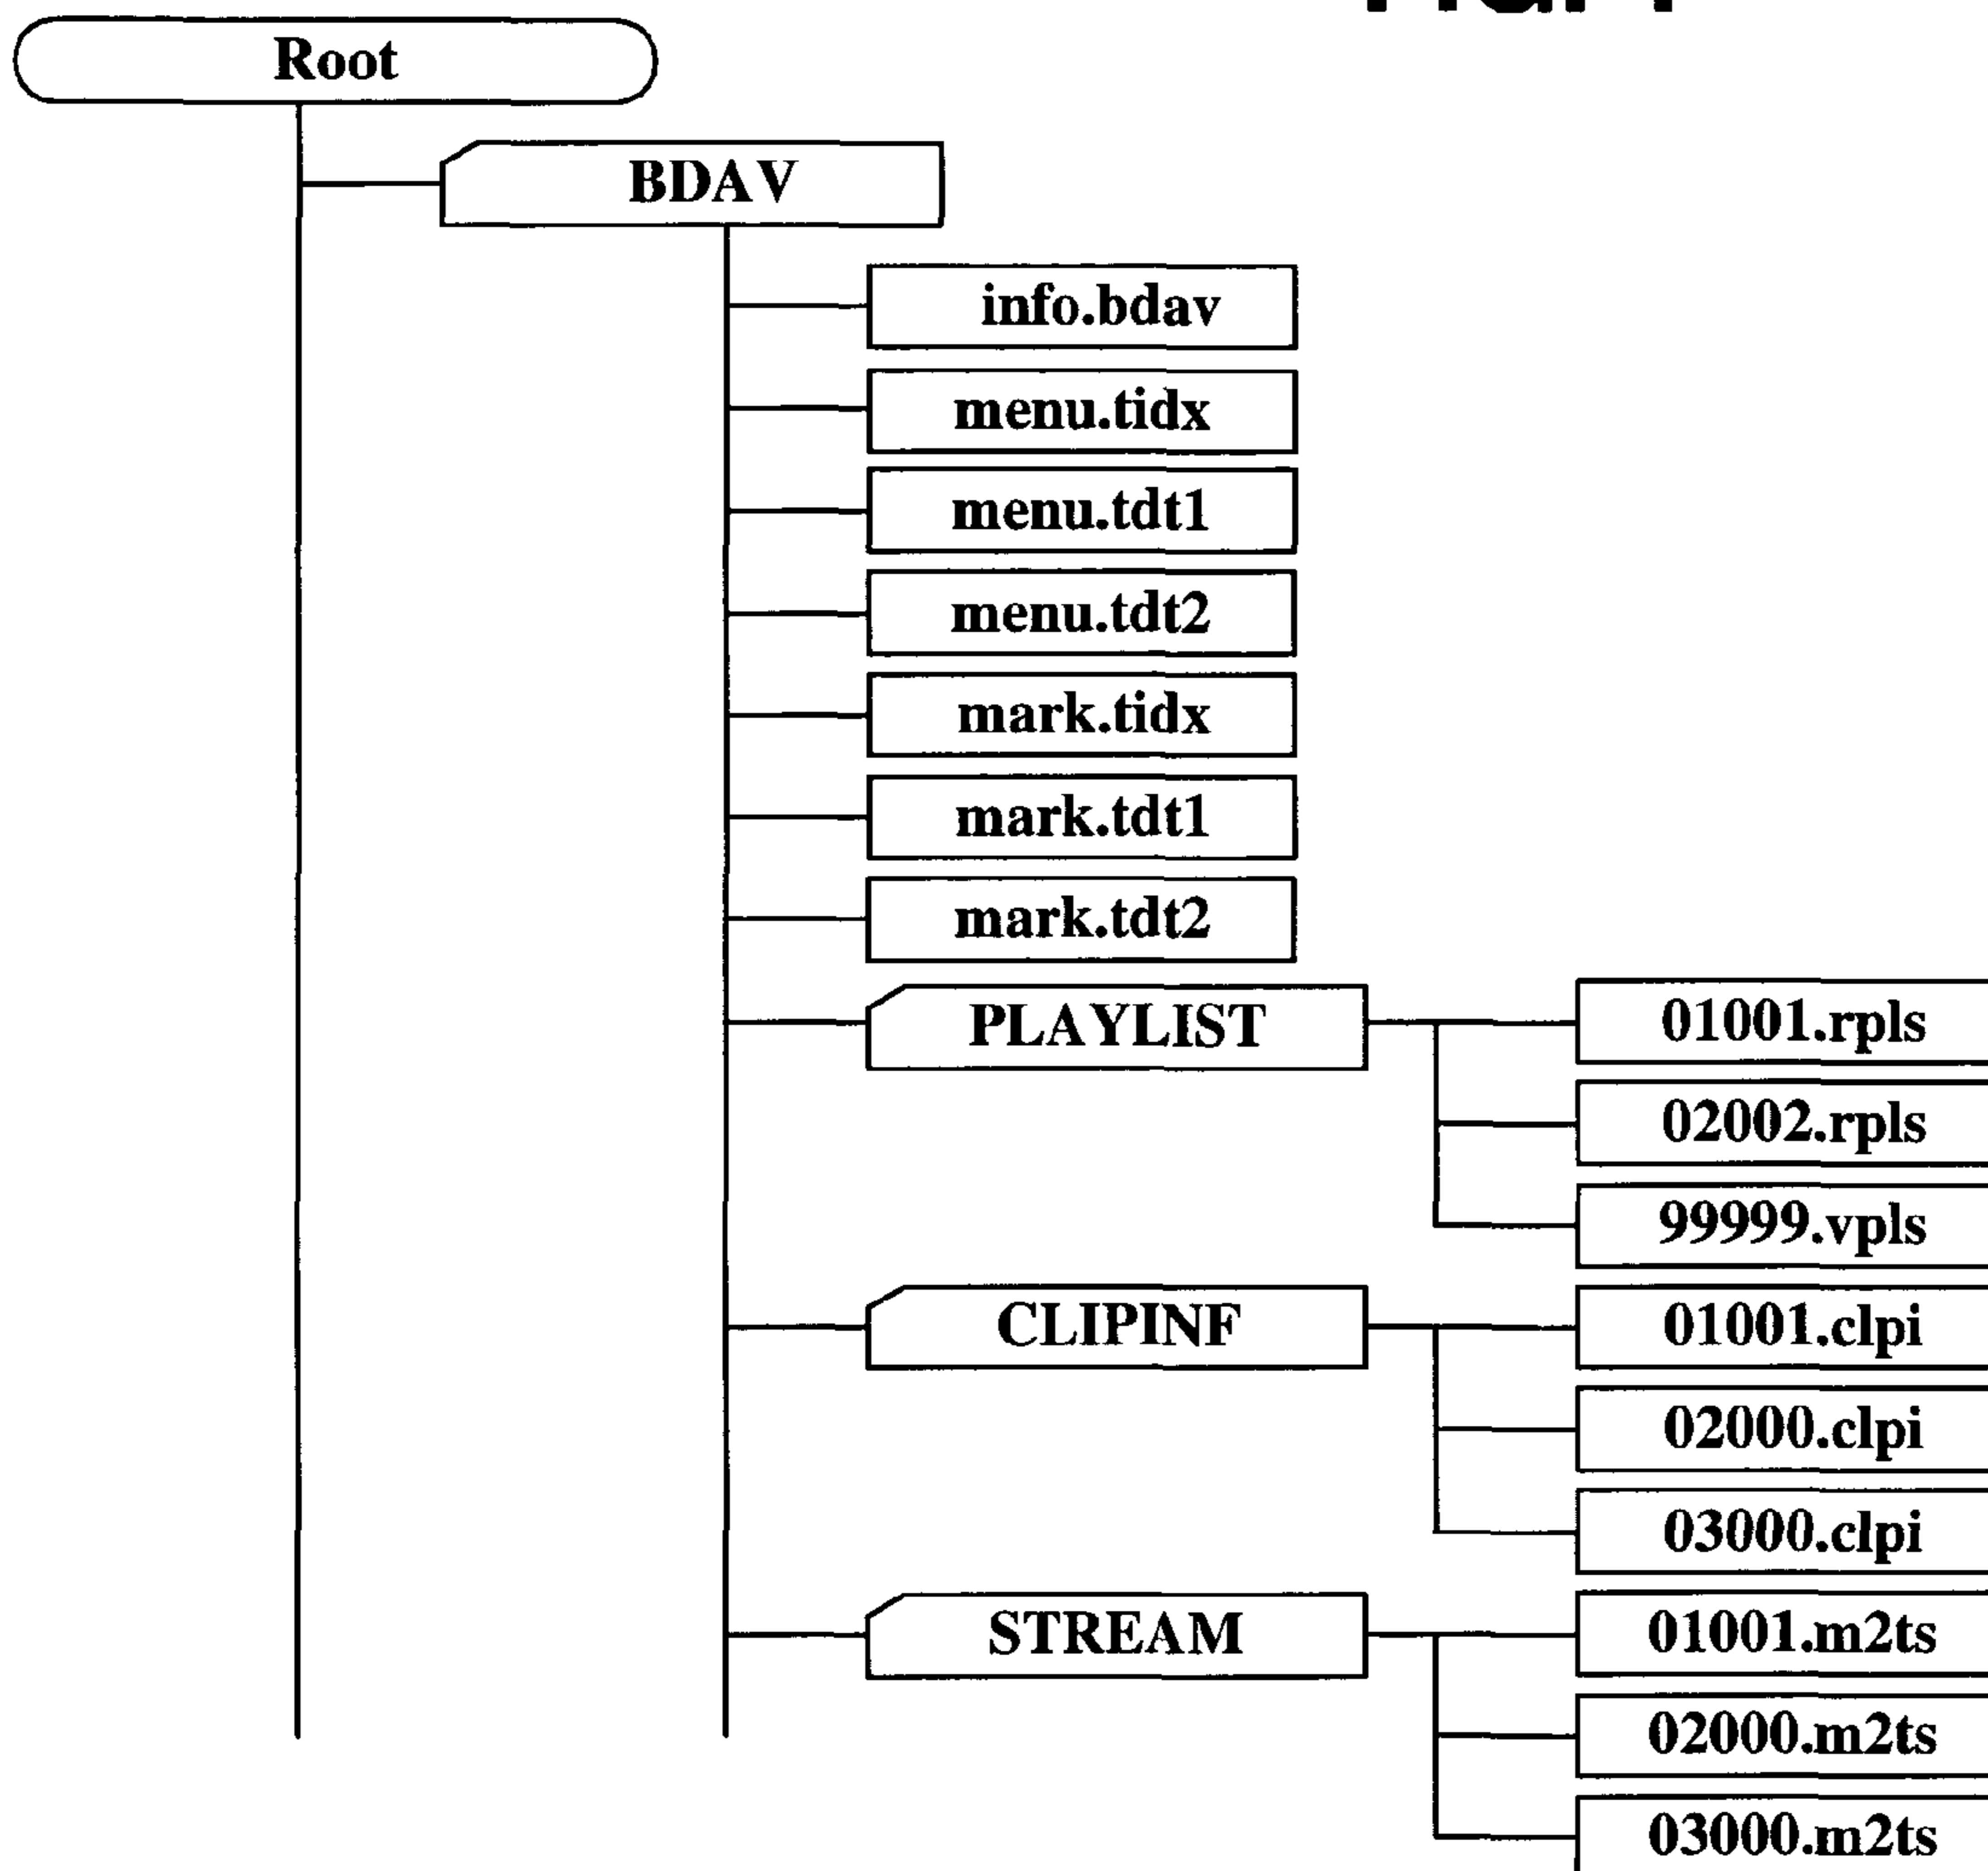 Root
BDAV
info.bdav
menu.tidx
menu.tdt1
menu.tdt2
mark.tidx
mark.tdt1
mark.tdt2
PLAYLIST
01001.rpls
02002.rpls
99999.vpls
CLIPINF
01001.clpi
02000.clpi
03000.clpi
STREAM
01001.m2ts
02000.m2ts
03000.m2ts